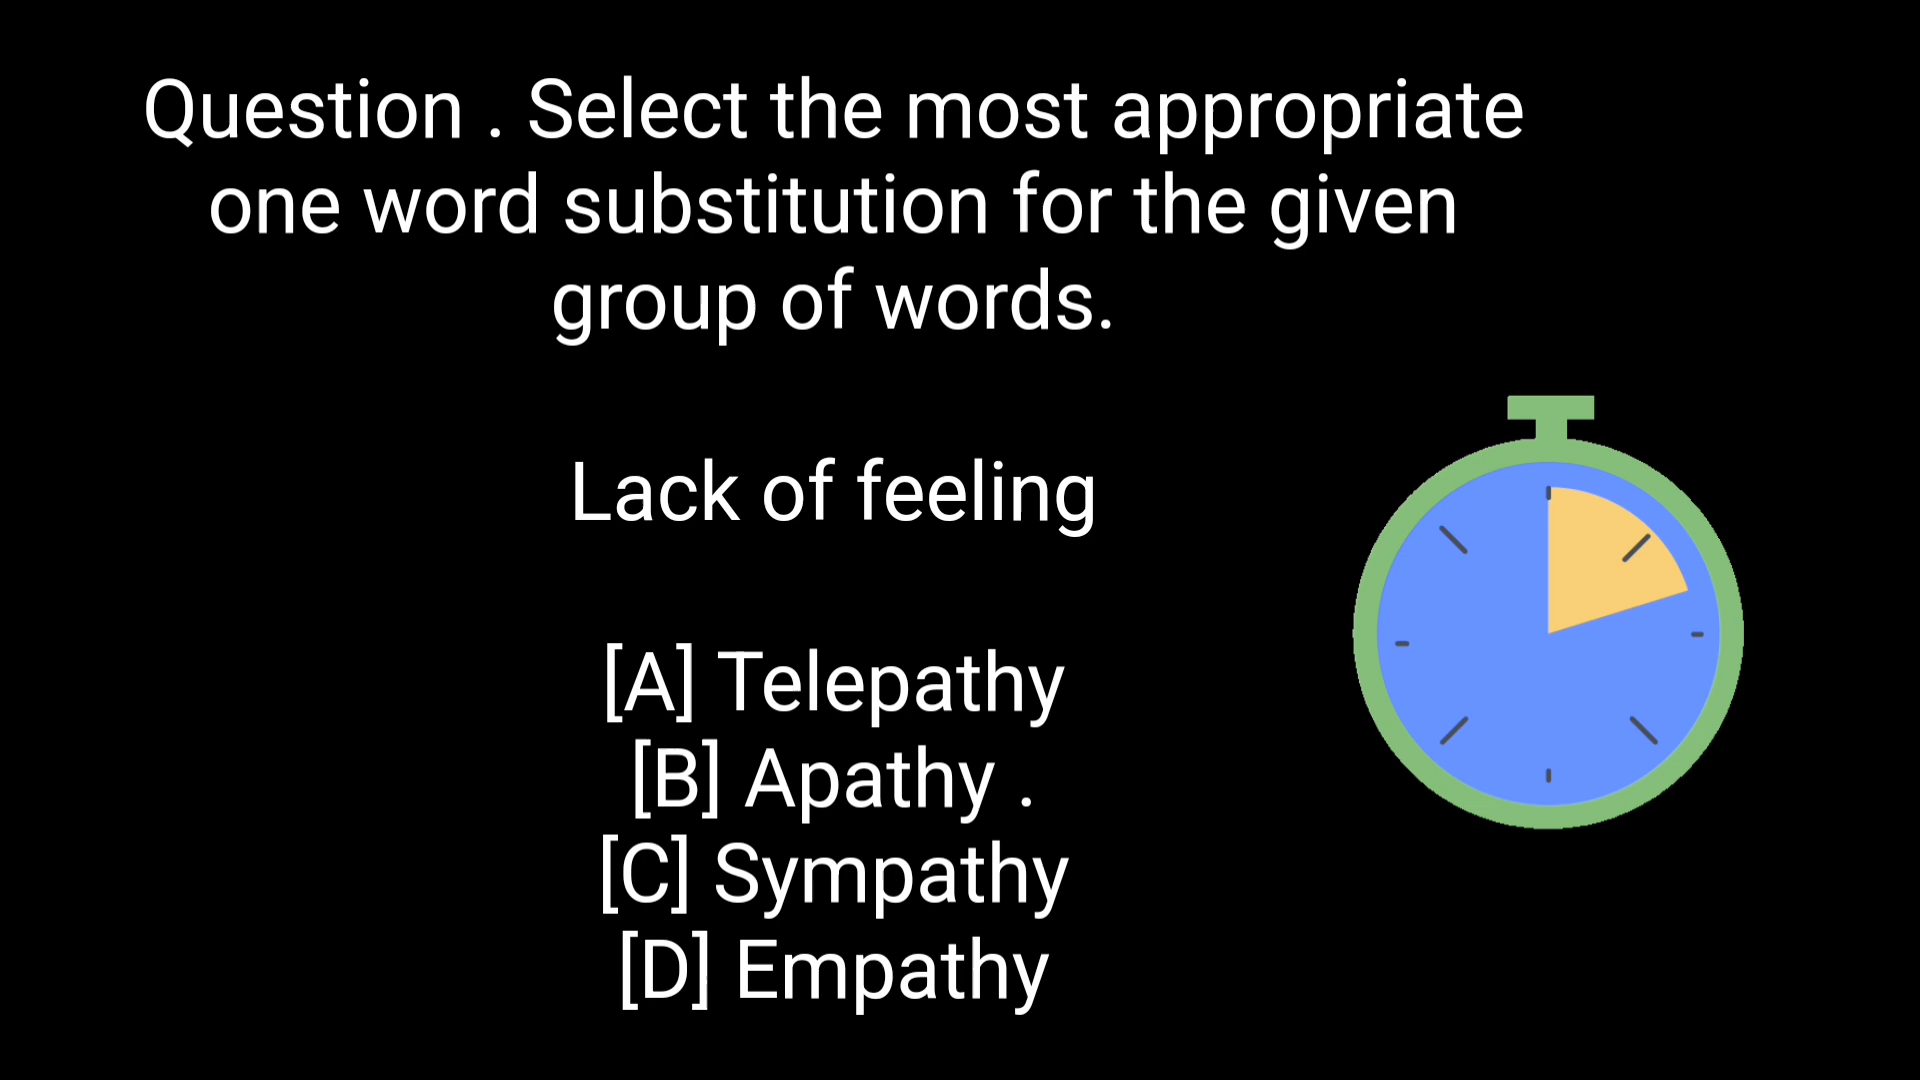 Question . Select the most appropriate
one word substitution for the given
group of words.
Lack of feeling
[A] Telepathy
[B] Apathy .
[C] Sympathy
[D] Empathy